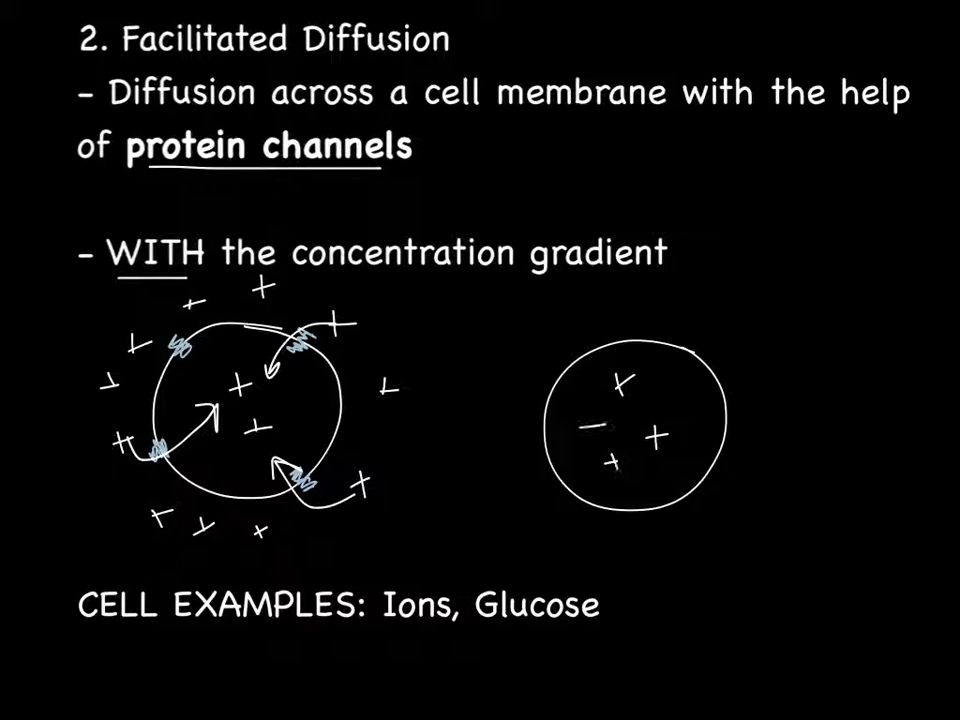 2. Facilitated Diffusion
- Diffusion across a cell membrane with the help
of protein channels
- WITH the concentration gradient
CELL EXAMPLES: Ions, Glucose